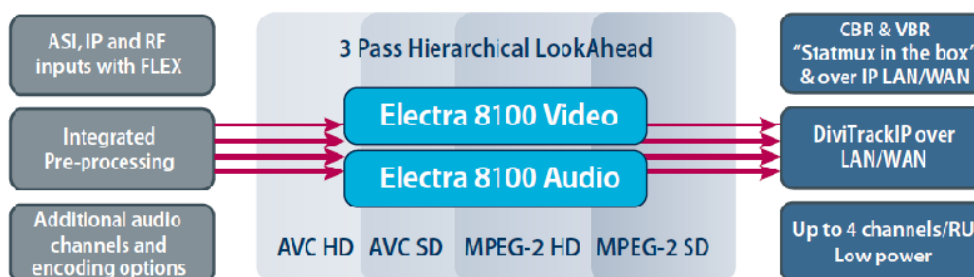 ASI, IP and RF
inputs with FLEX
Integrated
Pre-processing
Additional audio
channels and
encoding options
3 Pass Hierarchical LookAhead
Electra 8100 Video
Electra 8100 Audio
AVC HD
AVC SD
MPEG-2 HD
MPEG-2 SD
CBR & VBR
"Statmux in the box"
& over IP LAN/WAN
DiviTrackIP over
LAN/WAN
Up to 4 channels/RU
Low power